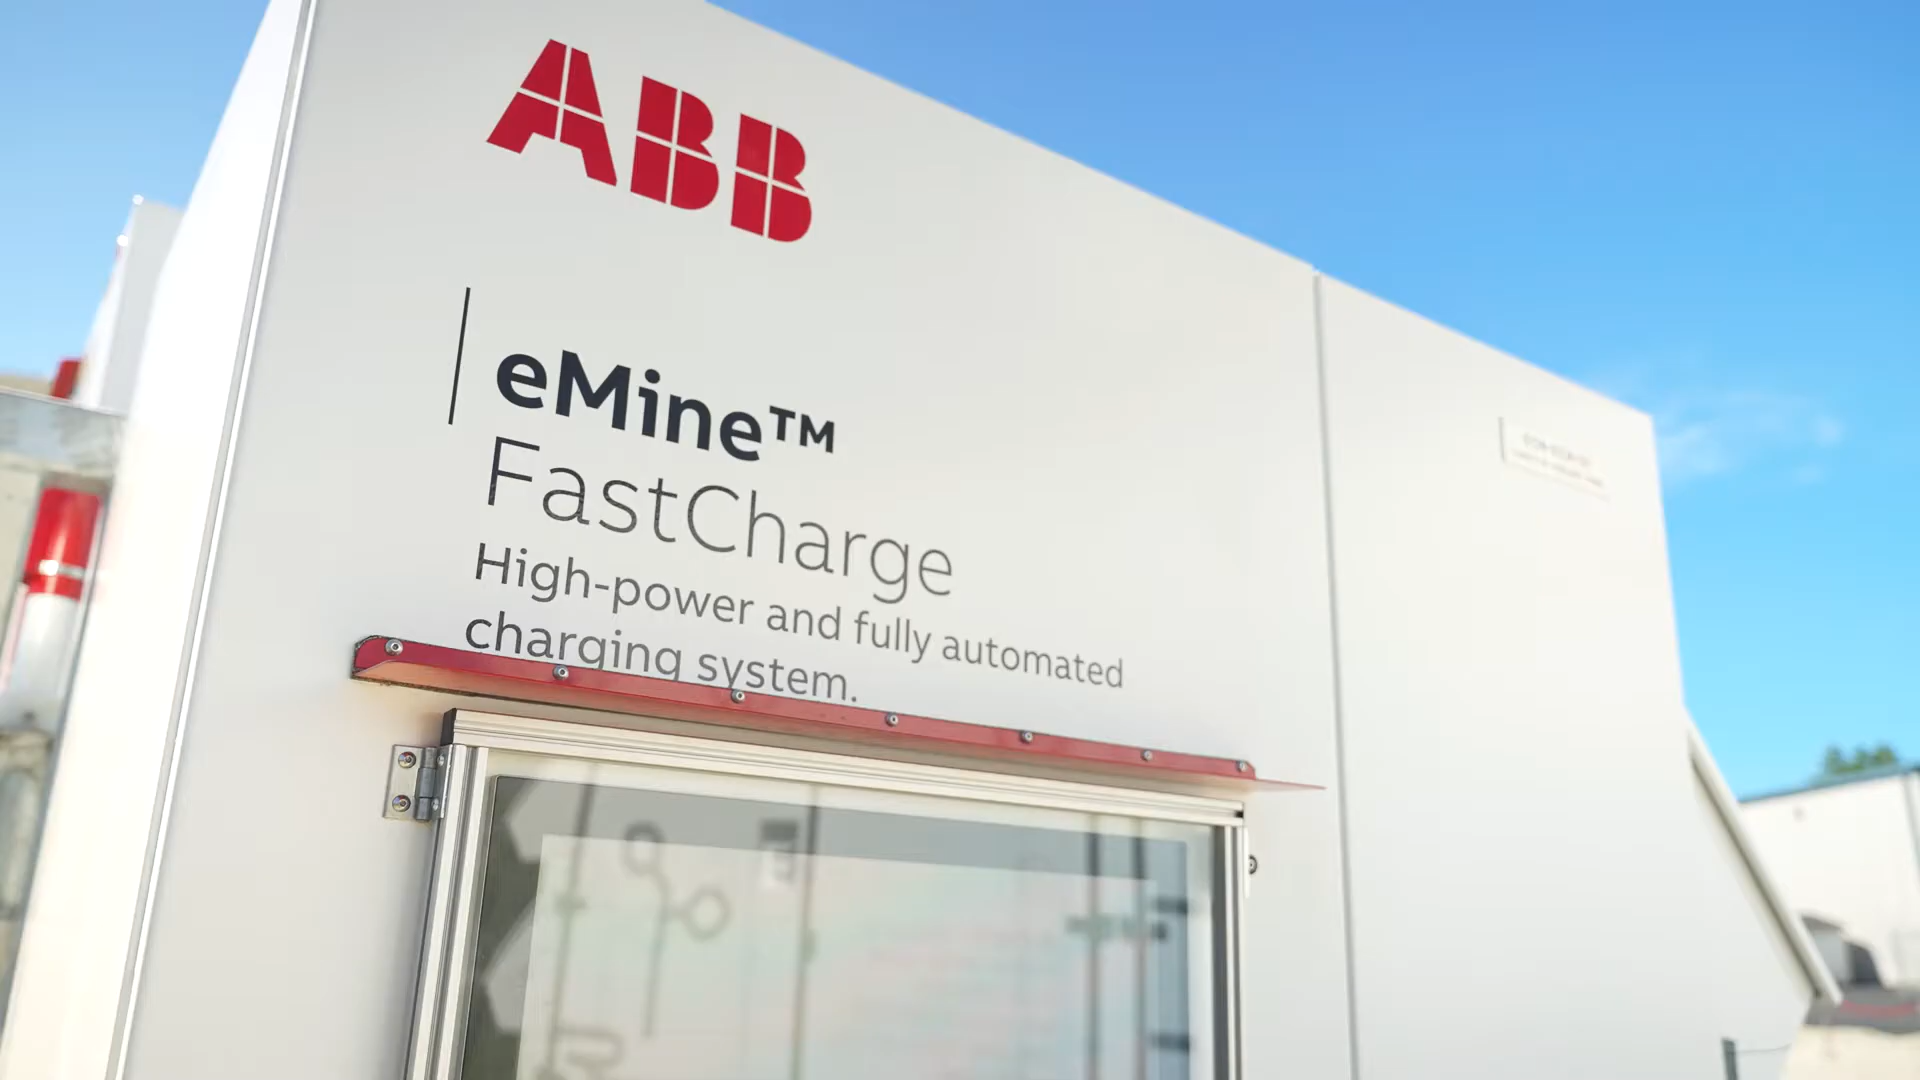 ABB
eMine™
FastCharge
High-power and fully automated
charging system.